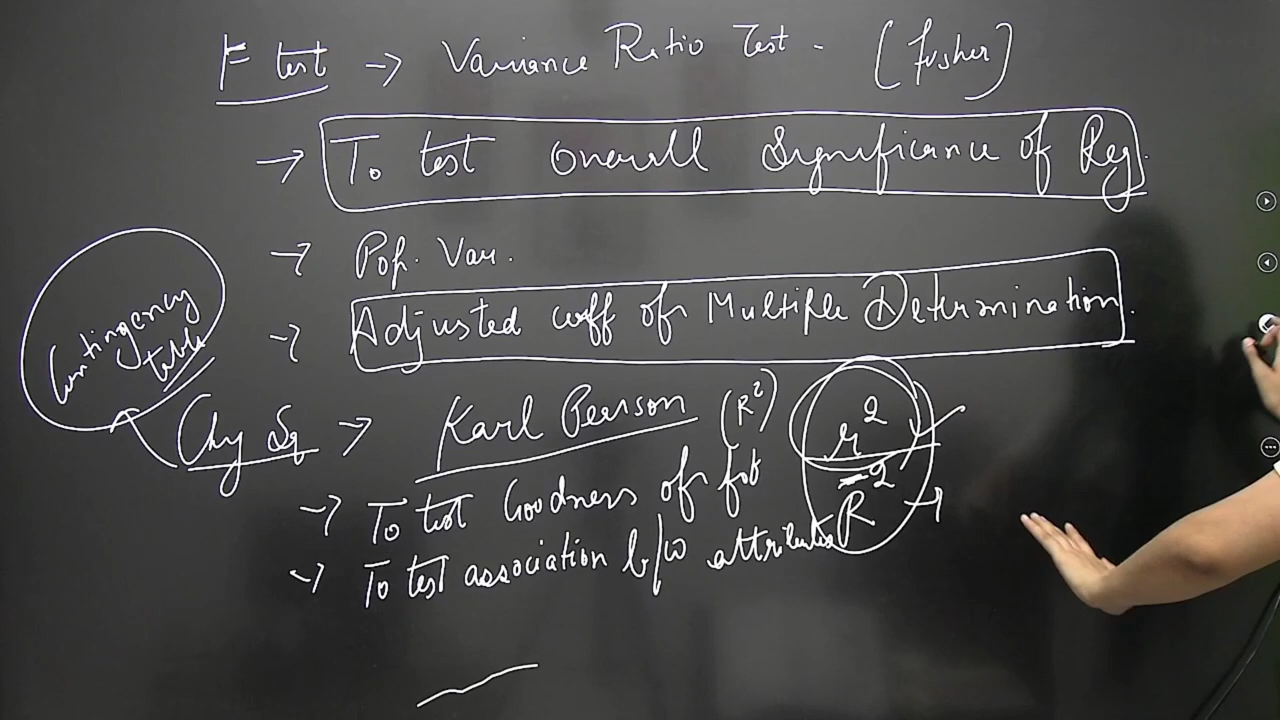 F test → Variance Ratio Test - (Fisher)
→ To test Overall Significance of Reg.
→ Pop. Var.
→ Adjusted coeff of Multiple Determination.
Contingency table
Chy Sq → Karl Pearson (R²)
r²
R̄² →
→ To test Goodness of fit
→ To test association b/w attributes